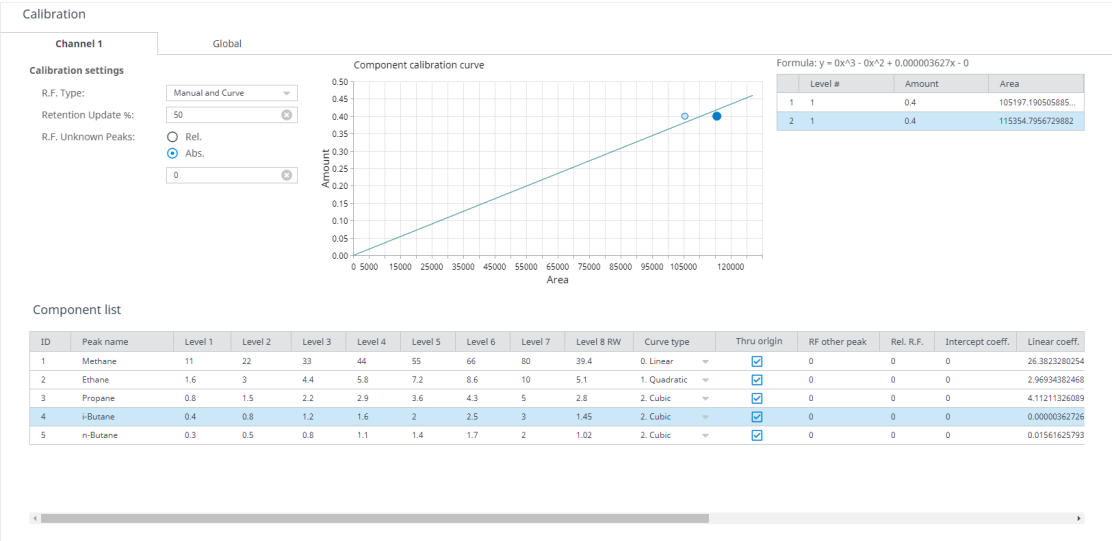 Calibration
Channel 1 Global
Calibration settings
R.F. Type: Manual and Curve
Retention Update %: 50
R.F. Unknown Peaks: Rel.
Abs.
0
Component calibration curve
0.50
0.45
0.40
0.35
0.30
0.25
0.20
0.15
0.10
0.05
0.00
Amount
0 5000 15000 25000 35000 45000 55000 65000 75000 85000 95000 105000 120000
Area
Formula: y = 0x^3 - 0x^2 + 0.000003627x - 0
Level # Amount Area
1 1 0.4 105197.190505885...
2 1 0.4 115354.7956729882
Component list
ID Peak name Level 1 Level 2 Level 3 Level 4 Level 5 Level 6 Level 7 Level 8 RW Curve type Thru origin RF other peak Rel. R.F. Intercept coeff. Linear coeff.
1 Methane 11 22 33 44 55 66 80 39.4 0. Linear 0 0 0 26.3823280254
2 Ethane 1.6 3 4.4 5.8 7.2 8.6 10 5.1 1. Quadratic 0 0 0 2.96934382468
3 Propane 0.8 1.5 2.2 2.9 3.6 4.3 5 2.8 2. Cubic 0 0 0 4.11211326089
4 i-Butane 0.4 0.8 1.2 1.6 2 2.5 3 1.45 2. Cubic 0 0 0 0.00000362726
5 n-Butane 0.3 0.5 0.8 1.1 1.4 1.7 2 1.02 2. Cubic 0 0 0 0.01561625793